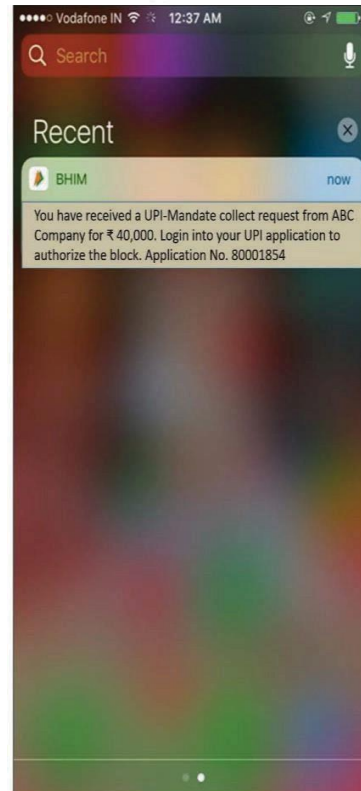 Vodafone IN 12:37 AM
Search
Recent
BHIM now
You have received a UPI-Mandate collect request from ABC
Company for ₹ 40,000. Login into your UPI application to
authorize the block. Application No. 80001854